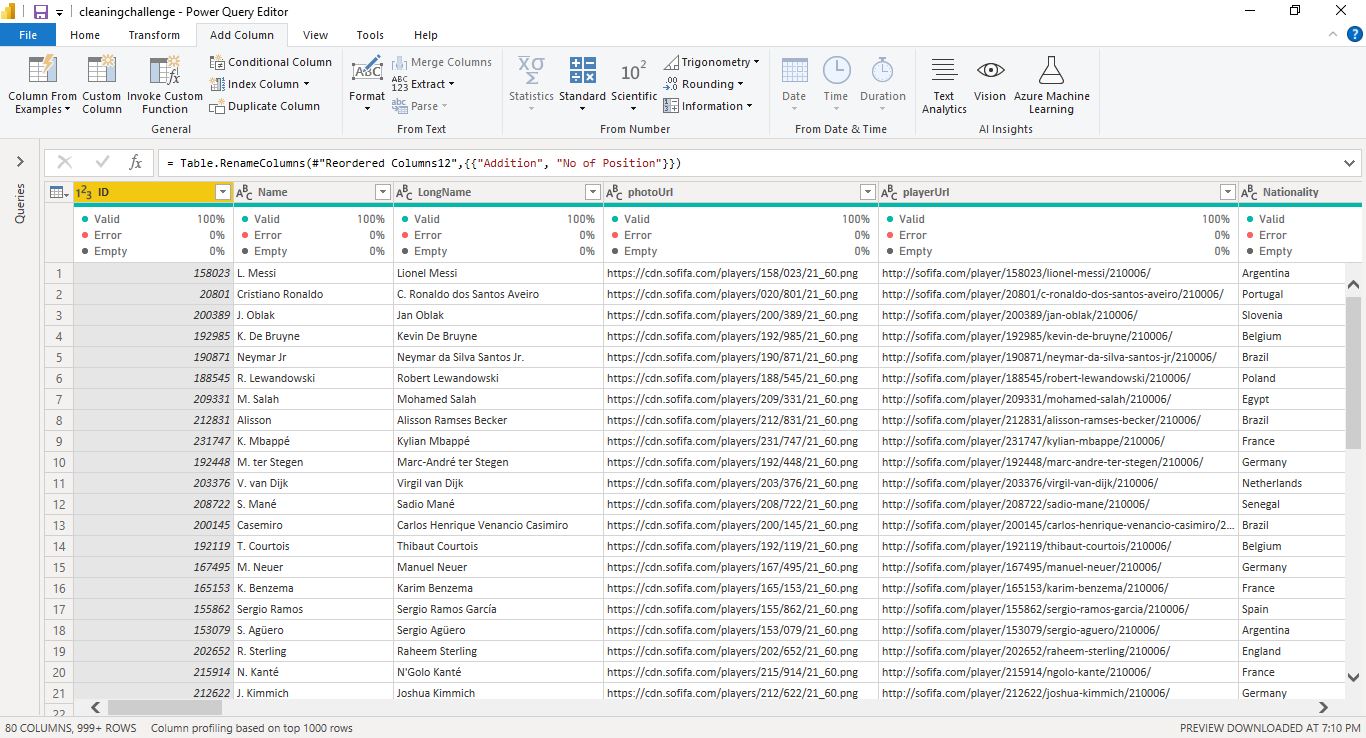 cleaningchallenge - Power Query Editor
File Home Transform Add Column View Tools Help
Column From Examples
Custom Column
Invoke Custom Function
Conditional Column
Index Column
Duplicate Column
General
Format
Merge Columns
ABC 123 Extract
abc Parse
From Text
Statistics
Standard
10² Scientific
Trigonometry
.00 Rounding
Information
From Number
Date
Time
Duration
From Date & Time
Text Analytics
Vision
Azure Machine Learning
AI Insights
Queries
fx = Table.RenameColumns(#"Reordered Columns12",{{"Addition", "No of Position"}})
1²3 ID ABC Name ABC LongName ABC photoUrl ABC playerUrl ABC Nationality
Valid 100% Valid 100% Valid 100% Valid 100% Valid 100% Valid
Error 0% Error 0% Error 0% Error 0% Error 0% Error
Empty 0% Empty 0% Empty 0% Empty 0% Empty 0% Empty
1 158023 L. Messi Lionel Messi https://cdn.sofifa.com/players/158/023/21_60.png http://sofifa.com/player/158023/lionel-messi/210006/ Argentina
2 20801 Cristiano Ronaldo C. Ronaldo dos Santos Aveiro https://cdn.sofifa.com/players/020/801/21_60.png http://sofifa.com/player/20801/c-ronaldo-dos-santos-aveiro/210006/ Portugal
3 200389 J. Oblak Jan Oblak https://cdn.sofifa.com/players/200/389/21_60.png http://sofifa.com/player/200389/jan-oblak/210006/ Slovenia
4 192985 K. De Bruyne Kevin De Bruyne https://cdn.sofifa.com/players/192/985/21_60.png http://sofifa.com/player/192985/kevin-de-bruyne/210006/ Belgium
5 190871 Neymar Jr Neymar da Silva Santos Jr. https://cdn.sofifa.com/players/190/871/21_60.png http://sofifa.com/player/190871/neymar-da-silva-santos-jr/210006/ Brazil
6 188545 R. Lewandowski Robert Lewandowski https://cdn.sofifa.com/players/188/545/21_60.png http://sofifa.com/player/188545/robert-lewandowski/210006/ Poland
7 209331 M. Salah Mohamed Salah https://cdn.sofifa.com/players/209/331/21_60.png http://sofifa.com/player/209331/mohamed-salah/210006/ Egypt
8 212831 Alisson Alisson Ramses Becker https://cdn.sofifa.com/players/212/831/21_60.png http://sofifa.com/player/212831/alisson-ramses-becker/210006/ Brazil
9 231747 K. Mbappé Kylian Mbappé https://cdn.sofifa.com/players/231/747/21_60.png http://sofifa.com/player/231747/kylian-mbappe/210006/ France
10 192448 M. ter Stegen Marc-André ter Stegen https://cdn.sofifa.com/players/192/448/21_60.png http://sofifa.com/player/192448/marc-andre-ter-stegen/210006/ Germany
11 203376 V. van Dijk Virgil van Dijk https://cdn.sofifa.com/players/203/376/21_60.png http://sofifa.com/player/203376/virgil-van-dijk/210006/ Netherlands
12 208722 S. Mané Sadio Mané https://cdn.sofifa.com/players/208/722/21_60.png http://sofifa.com/player/208722/sadio-mane/210006/ Senegal
13 200145 Casemiro Carlos Henrique Venancio Casimiro https://cdn.sofifa.com/players/200/145/21_60.png http://sofifa.com/player/200145/carlos-henrique-venancio-casimiro/2... Brazil
14 192119 T. Courtois Thibaut Courtois https://cdn.sofifa.com/players/192/119/21_60.png http://sofifa.com/player/192119/thibaut-courtois/210006/ Belgium
15 167495 M. Neuer Manuel Neuer https://cdn.sofifa.com/players/167/495/21_60.png http://sofifa.com/player/167495/manuel-neuer/210006/ Germany
16 165153 K. Benzema Karim Benzema https://cdn.sofifa.com/players/165/153/21_60.png http://sofifa.com/player/165153/karim-benzema/210006/ France
17 155862 Sergio Ramos Sergio Ramos García https://cdn.sofifa.com/players/155/862/21_60.png http://sofifa.com/player/155862/sergio-ramos-garcia/210006/ Spain
18 153079 S. Agüero Sergio Agüero https://cdn.sofifa.com/players/153/079/21_60.png http://sofifa.com/player/153079/sergio-aguero/210006/ Argentina
19 202652 R. Sterling Raheem Sterling https://cdn.sofifa.com/players/202/652/21_60.png http://sofifa.com/player/202652/raheem-sterling/210006/ England
20 215914 N. Kanté N'Golo Kanté https://cdn.sofifa.com/players/215/914/21_60.png http://sofifa.com/player/215914/ngolo-kante/210006/ France
21 212622 J. Kimmich Joshua Kimmich https://cdn.sofifa.com/players/212/622/21_60.png http://sofifa.com/player/212622/joshua-kimmich/210006/ Germany
22
80 COLUMNS, 999+ ROWS Column profiling based on top 1000 rows PREVIEW DOWNLOADED AT 7:10 PM